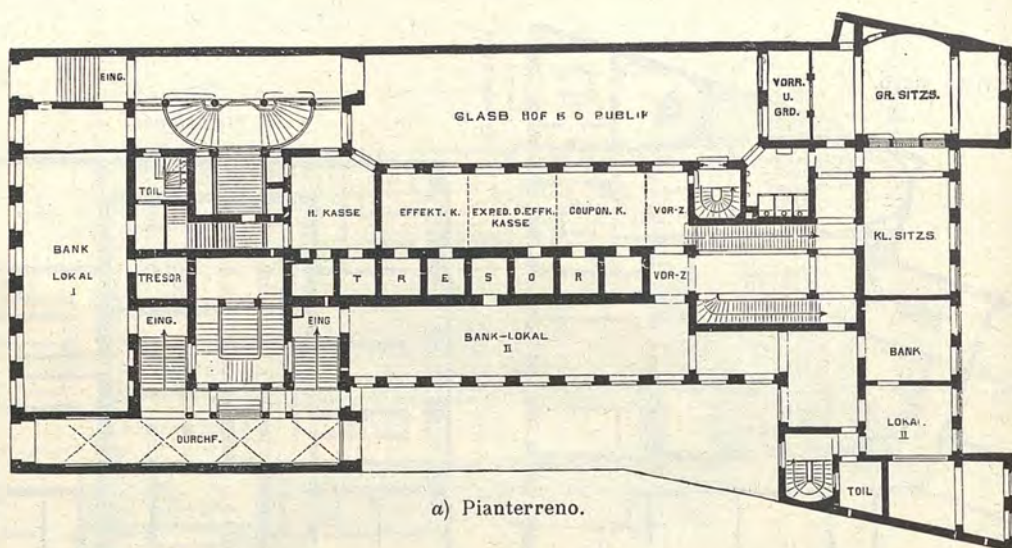 EING.
GLASB HOF B D PUBLIK
VORR.
U.
GRD.
GR. SITZS.
TOIL.
H. KASSE
EFFEKT. K.
EXPED. D. EFFK.
KASSE
COUPON. K.
VOR-Z
KL. SITZS.
BANK
LOKAL
I
TRESOR
T R E S O R
VOR-Z
EING.
EING
BANK-LOKAL
II
BANK
LOKAL.
II
DURCHF.
TOIL
a) Pianterreno.